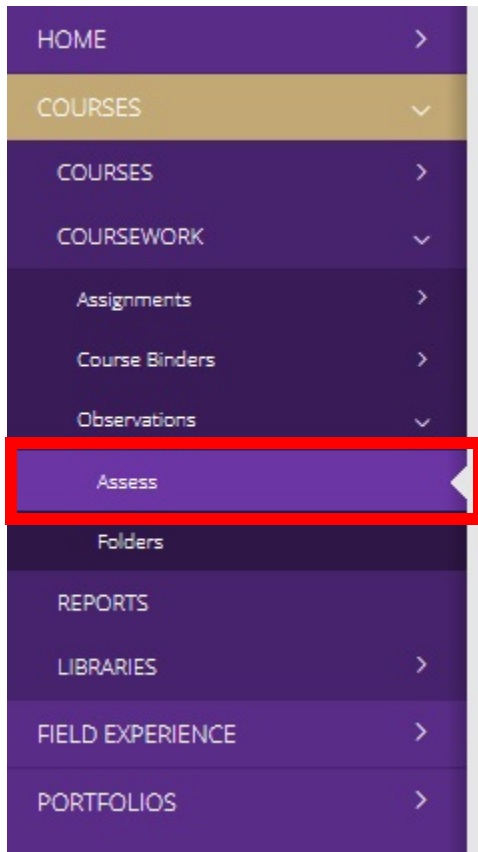 HOME
COURSES
COURSES
COURSEWORK
Assignments
Course Binders
Observations
Assess
Folders
REPORTS
LIBRARIES
FIELD EXPERIENCE
PORTFOLIOS